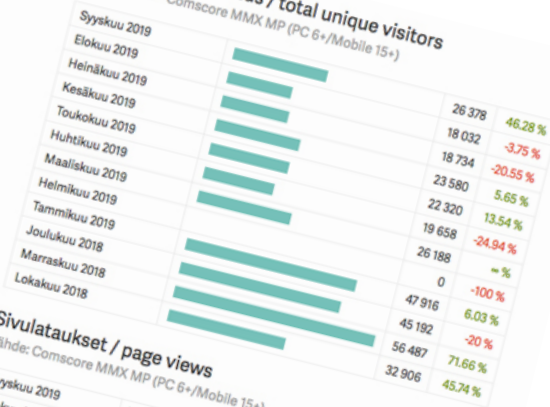 / total unique visitors
Comscore MMX MP (PC 6+/Mobile 15+)
Syyskuu 2019 26 378 46.28 %
Elokuu 2019 18 032 -3.75 %
Heinäkuu 2019 18 734 -20.55 %
Kesäkuu 2019 23 580 5.65 %
Toukokuu 2019 22 320 13.54 %
Huhtikuu 2019 19 658 -24.94 %
Maaliskuu 2019 26 188 ∞ %
Helmikuu 2019 0 -100 %
Tammikuu 2019 47 916 6.03 %
Joulukuu 2018 45 192 -20 %
Marraskuu 2018 56 487 71.66 %
Lokakuu 2018 32 906 45.74 %
Sivulataukset / page views
ähde: Comscore MMX MP (PC 6+/Mobile 15+)
yyskuu 2019